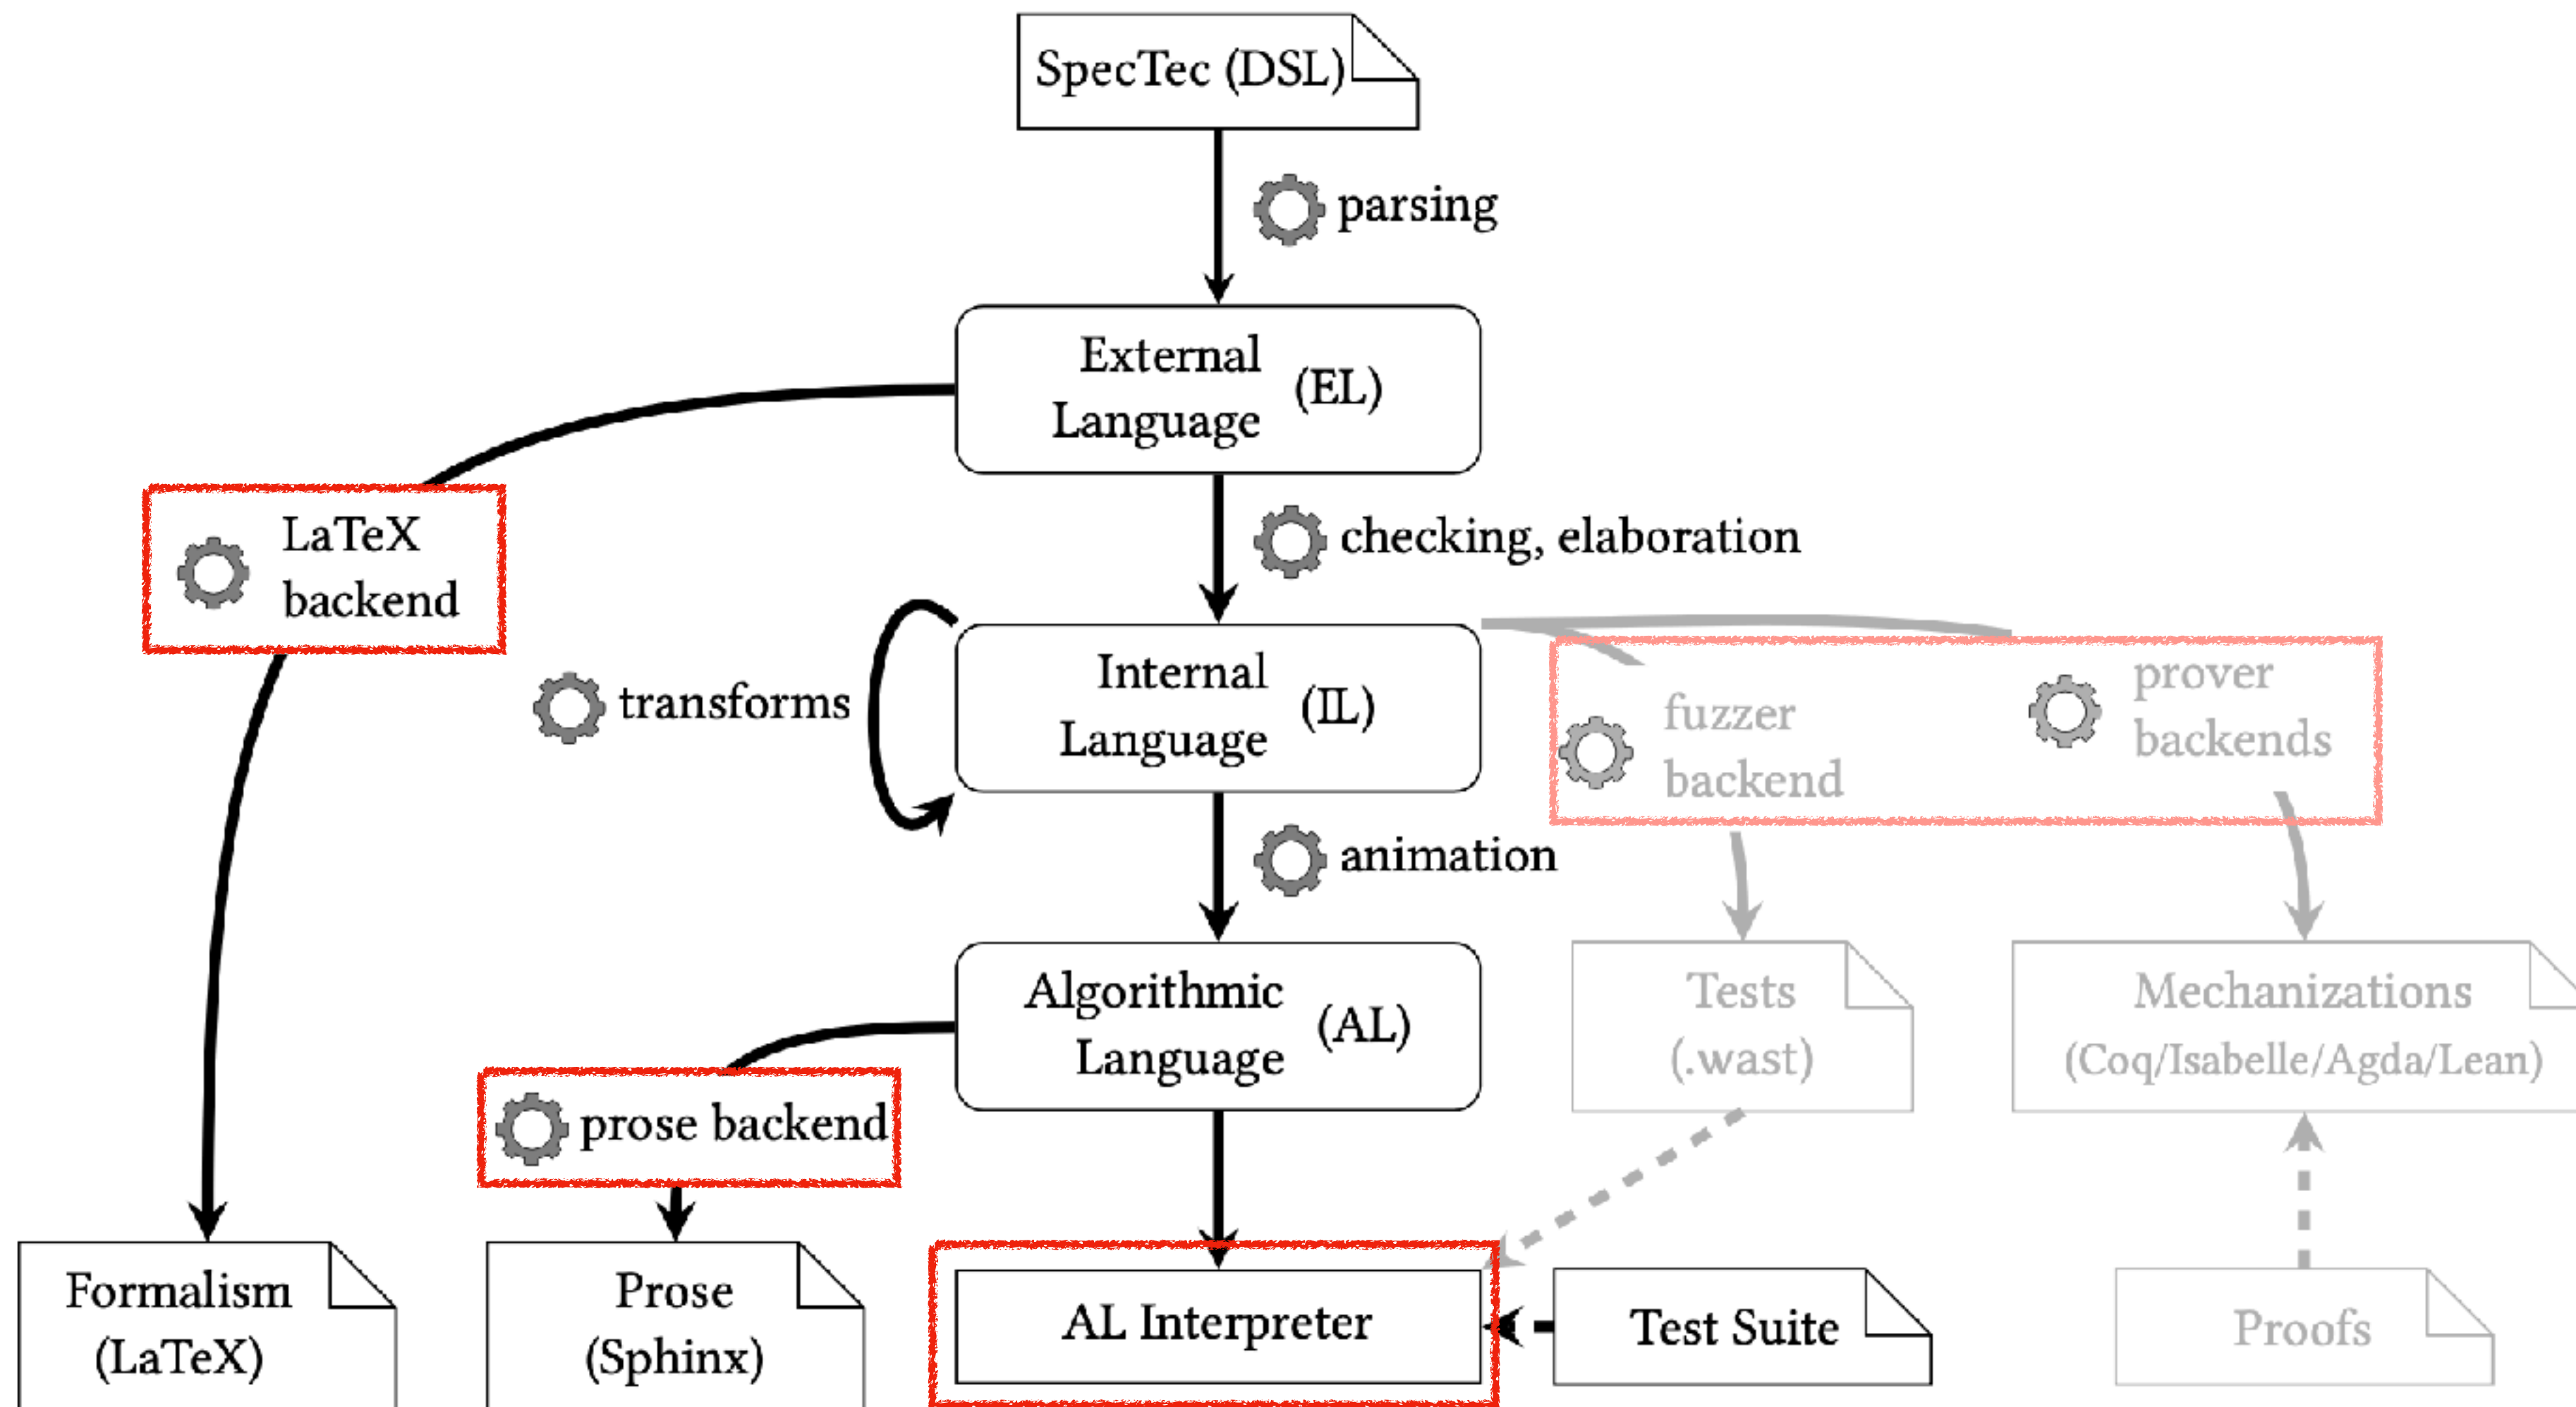 SpecTec (DSL)
parsing
External
Language
(EL)
LaTeX
backend
checking, elaboration
transforms
Internal
Language
(IL)
fuzzer
backend
prover
backends
animation
Algorithmic
Language
(AL)
Tests
(.wast)
Mechanizations
(Coq/Isabelle/Agda/Lean)
prose backend
Formalism
(LaTeX)
Prose
(Sphinx)
AL Interpreter
Test Suite
Proofs